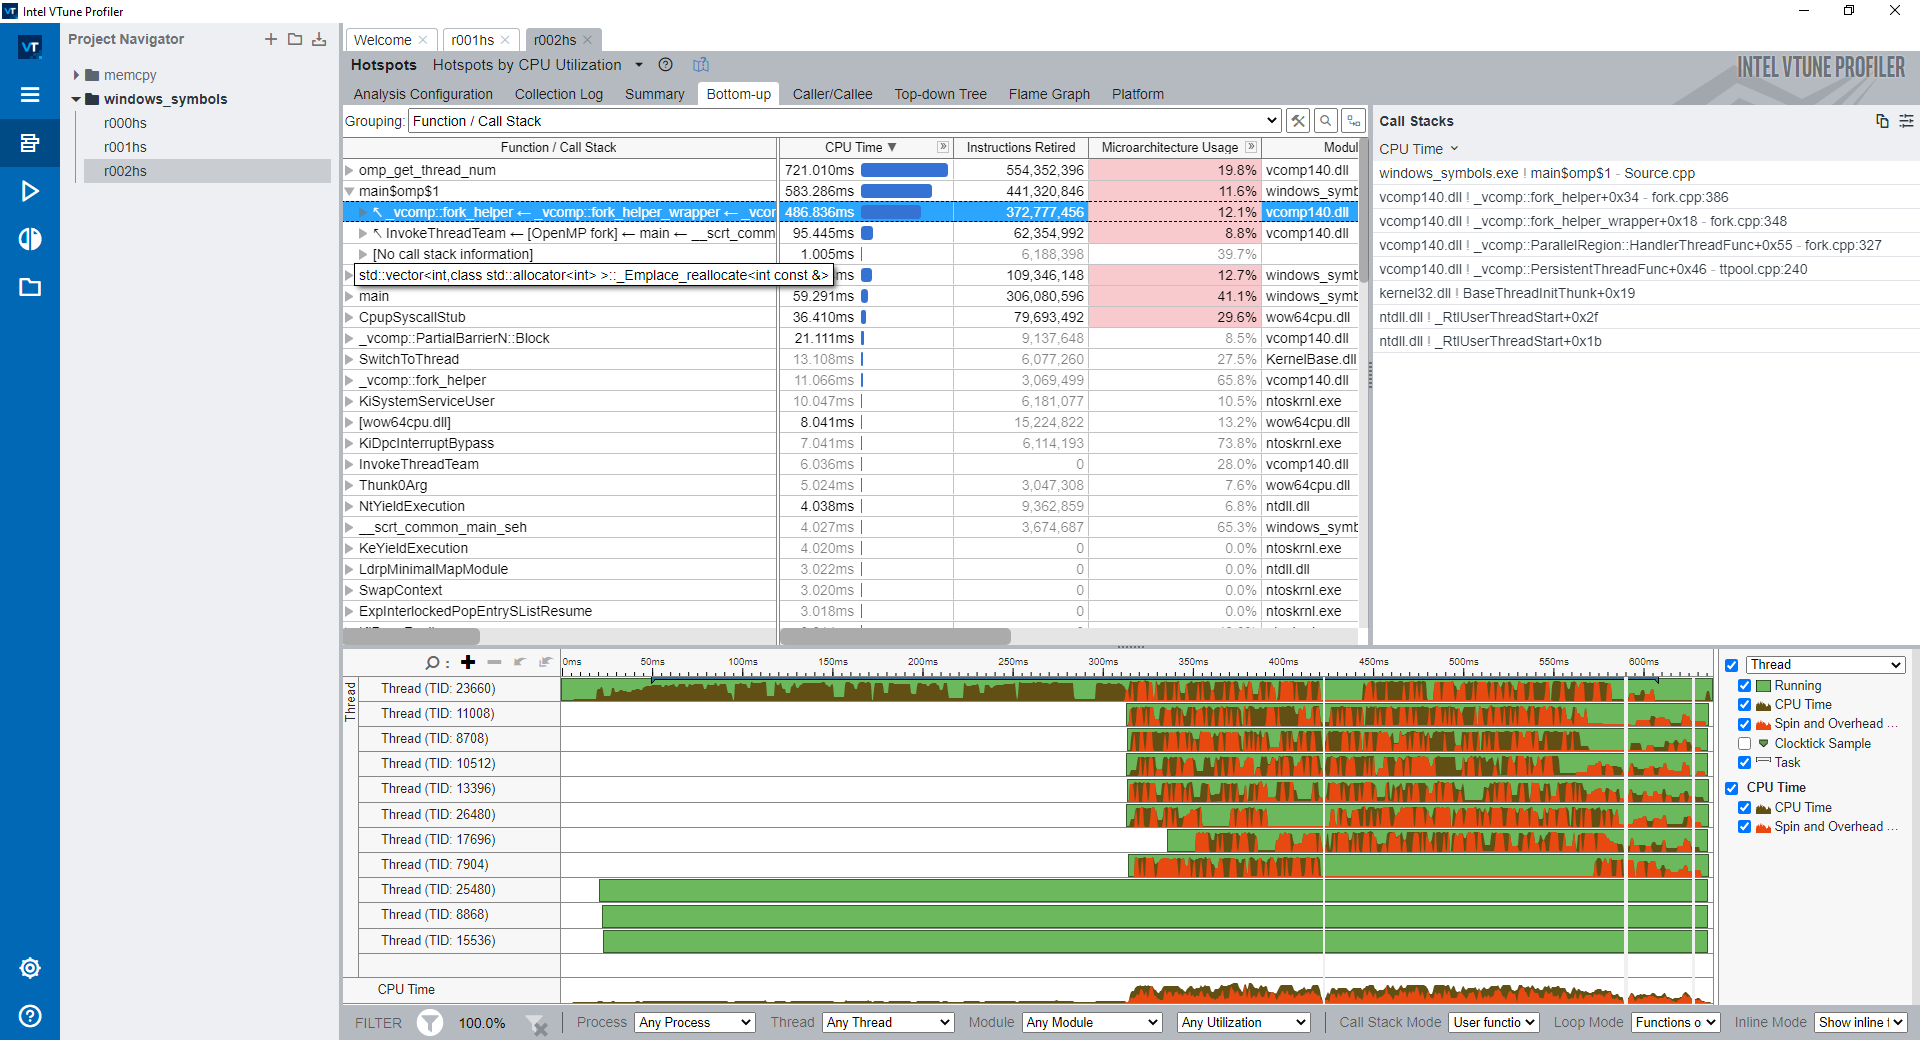 Intel VTune Profiler
Project Navigator
memcpy
windows_symbols
r000hs
r001hs
r002hs
Welcome
r001hs
r002hs
Hotspots Hotspots by CPU Utilization
INTEL VTUNE PROFILER
Analysis Configuration Collection Log Summary Bottom-up Caller/Callee Top-down Tree Flame Graph Platform
Grouping: Function / Call Stack
Function / Call Stack CPU Time ▼ Instructions Retired Microarchitecture Usage Modul
omp_get_thread_num 721.010ms 554,352,396 19.8% vcomp140.dll
main$omp$1 583.286ms 441,320,846 11.6% windows_symb
↖ _vcomp::fork_helper ← _vcomp::fork_helper_wrapper ← _vcor 486.836ms 372,777,456 12.1% vcomp140.dll
↖ InvokeThreadTeam ← [OpenMP fork] ← main ← __scrt_comm 95.445ms 62,354,992 8.8% vcomp140.dll
[No call stack information] 1.005ms 6,188,398 39.7%
std::vector<int,class std::allocator<int> >::_Emplace_reallocate<int const &> ms 109,346,148 12.7% windows_symb
main 59.291ms 306,080,596 41.1% windows_symb
CpupSyscallStub 36.410ms 79,693,492 29.6% wow64cpu.dll
_vcomp::PartialBarrierN::Block 21.111ms 9,137,648 8.5% vcomp140.dll
SwitchToThread 13.108ms 6,077,260 27.5% KernelBase.dll
_vcomp::fork_helper 11.066ms 3,069,499 65.8% vcomp140.dll
KiSystemServiceUser 10.047ms 6,181,077 10.5% ntoskrnl.exe
[wow64cpu.dll] 8.041ms 15,224,822 13.2% wow64cpu.dll
KiDpcInterruptBypass 7.041ms 6,114,193 73.8% ntoskrnl.exe
InvokeThreadTeam 6.036ms 0 28.0% vcomp140.dll
Thunk0Arg 5.024ms 3,047,308 7.6% wow64cpu.dll
NtYieldExecution 4.038ms 9,362,859 6.8% ntdll.dll
__scrt_common_main_seh 4.027ms 3,674,687 65.3% windows_symb
KeYieldExecution 4.020ms 0 0.0% ntoskrnl.exe
LdrpMinimalMapModule 3.022ms 0 0.0% ntdll.dll
SwapContext 3.020ms 0 0.0% ntoskrnl.exe
ExpInterlockedPopEntrySListResume 3.018ms 0 0.0% ntoskrnl.exe
Call Stacks
CPU Time
windows_symbols.exe ! main$omp$1 - Source.cpp
vcomp140.dll ! _vcomp::fork_helper+0x34 - fork.cpp:386
vcomp140.dll ! _vcomp::fork_helper_wrapper+0x18 - fork.cpp:348
vcomp140.dll ! _vcomp::ParallelRegion::HandlerThreadFunc+0x55 - fork.cpp:327
vcomp140.dll ! _vcomp::PersistentThreadFunc+0x46 - ttpool.cpp:240
kernel32.dll ! BaseThreadInitThunk+0x19
ntdll.dll ! _RtlUserThreadStart+0x2f
ntdll.dll ! _RtlUserThreadStart+0x1b
0ms 50ms 100ms 150ms 200ms 250ms 300ms 350ms 400ms 450ms 500ms 550ms 600ms
Thread
Thread (TID: 23660)
Thread (TID: 11008)
Thread (TID: 8708)
Thread (TID: 10512)
Thread (TID: 13396)
Thread (TID: 26480)
Thread (TID: 17696)
Thread (TID: 7904)
Thread (TID: 25480)
Thread (TID: 8868)
Thread (TID: 15536)
CPU Time
Thread
Running
CPU Time
Spin and Overhead ...
Clocktick Sample
Task
CPU Time
CPU Time
Spin and Overhead ...
FILTER 100.0% Process Any Process Thread Any Thread Module Any Module Any Utilization Call Stack Mode User functio Loop Mode Functions o Inline Mode Show inline f